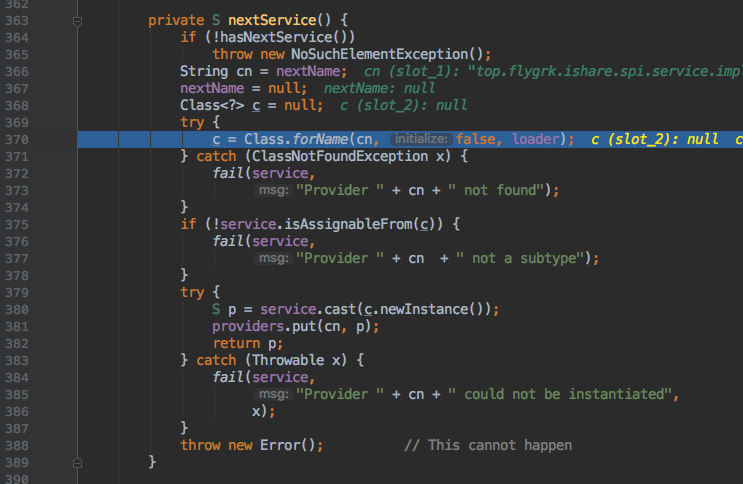 362
363 private S nextService() {
364 if (!hasNextService())
365 throw new NoSuchElementException();
366 String cn = nextName; cn (slot_1): "top.flygrk.ishare.spi.service.impl
367 nextName = null; nextName: null
368 Class<?> c = null; c (slot_2): null
369 try {
370 c = Class.forName(cn, initialize: false, loader); c (slot_2): null c
371 } catch (ClassNotFoundException x) {
372 fail(service,
373 msg: "Provider " + cn + " not found");
374 }
375 if (!service.isAssignableFrom(c)) {
376 fail(service,
377 msg: "Provider " + cn + " not a subtype");
378 }
379 try {
380 S p = service.cast(c.newInstance());
381 providers.put(cn, p);
382 return p;
383 } catch (Throwable x) {
384 fail(service,
385 msg: "Provider " + cn + " could not be instantiated",
386 x);
387 }
388 throw new Error(); // This cannot happen
389 }
390